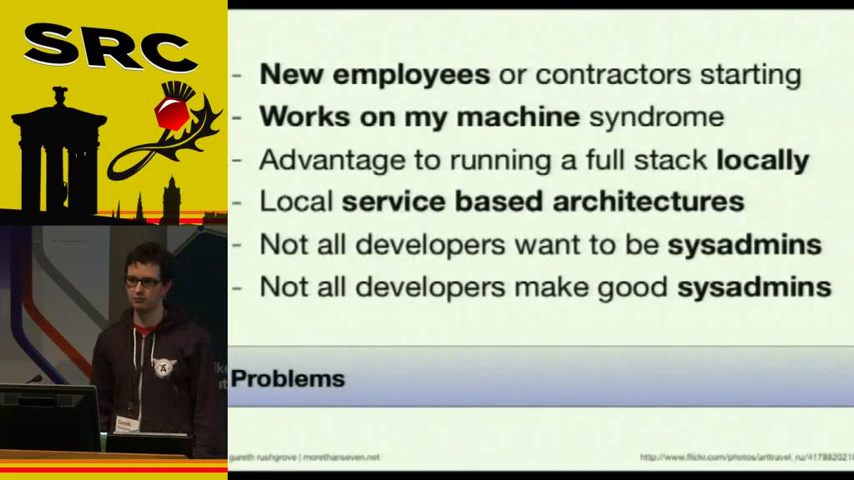 SRC
- New employees or contractors starting
- Works on my machine syndrome
- Advantage to running a full stack locally
- Local service based architectures
- Not all developers want to be sysadmins
- Not all developers make good sysadmins
Problems
gareth rushgrove | morethanseven.net